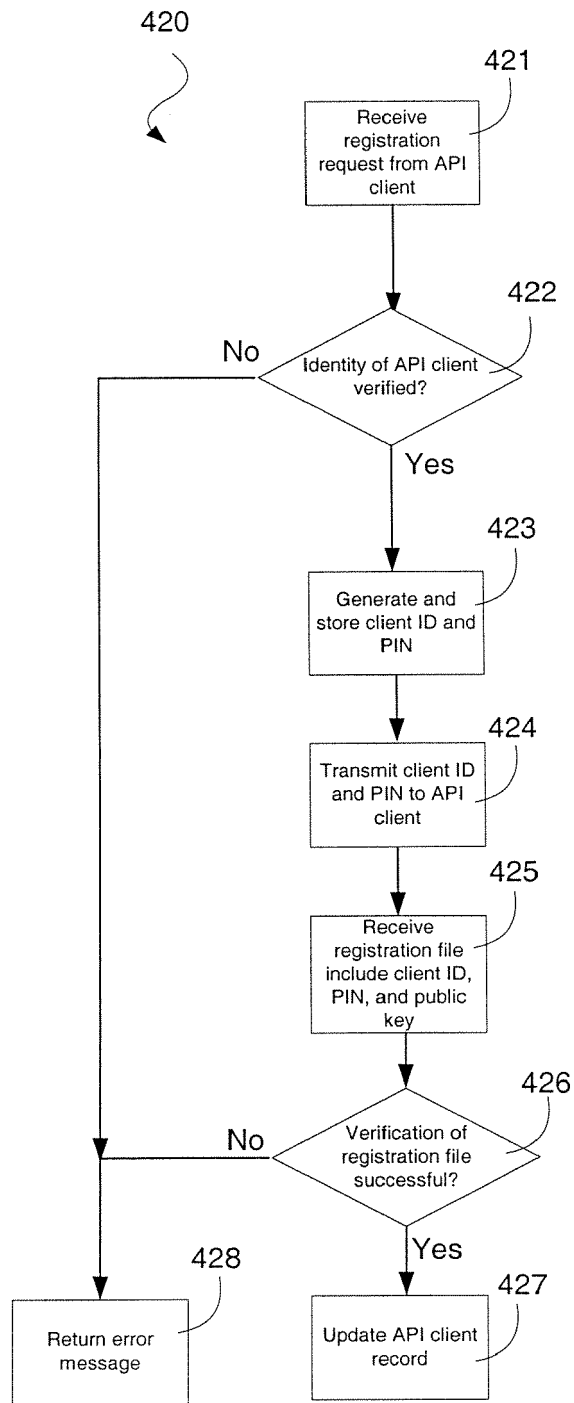 420
421
Receive
registration
request from API
client
422
No
Identity of API client
verified?
Yes
423
Generate and
store client ID and
PIN
424
Transmit client ID
and PIN to API
client
425
Receive
registration file
include client ID,
PIN, and public
key
426
No
Verification of
registration file
successful?
Yes
428
427
Return error
message
Update API client
record